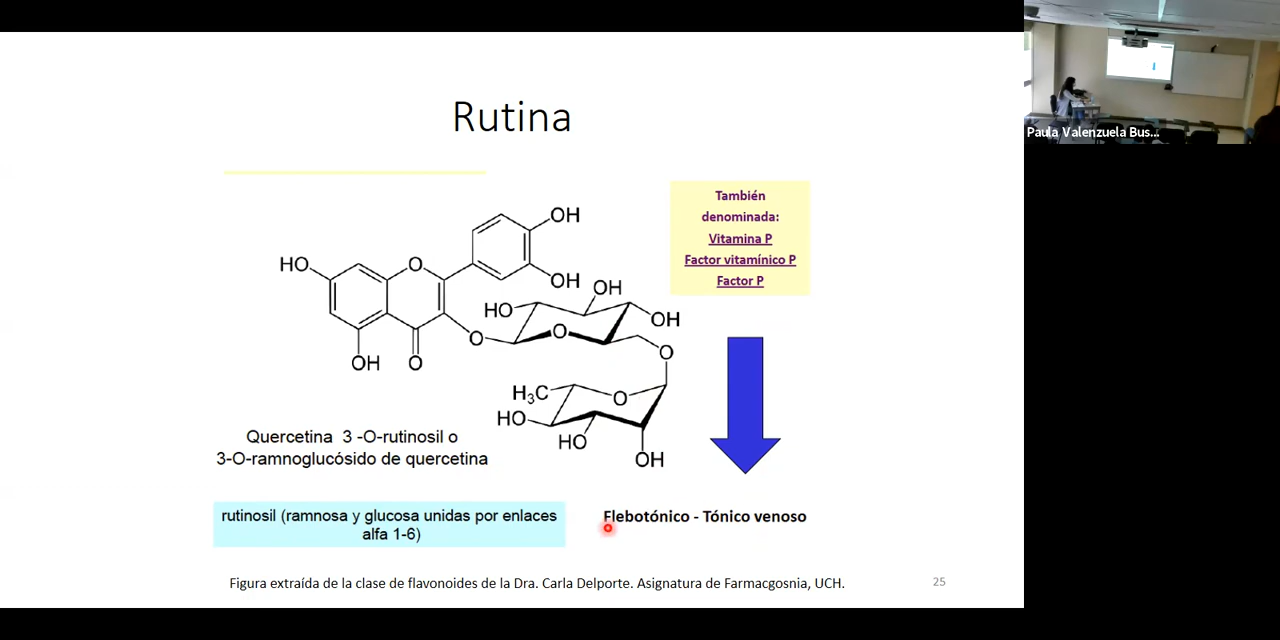 Rutina
También
denominada:
Vitamina P
Factor vitamínico P
Factor P
OH
HO
O
OH
OH
HO
OH
O
O
OH
O
O
H3C
O
HO
HO
OH
Quercetina 3 -O-rutinosil o
3-O-ramnoglucósido de quercetina
rutinosil (ramnosa y glucosa unidas por enlaces
alfa 1-6)
Flebotónico - Tónico venoso
Figura extraída de la clase de flavonoides de la Dra. Carla Delporte. Asignatura de Farmacgosnia, UCH.
25
Paula Valenzuela Bus...